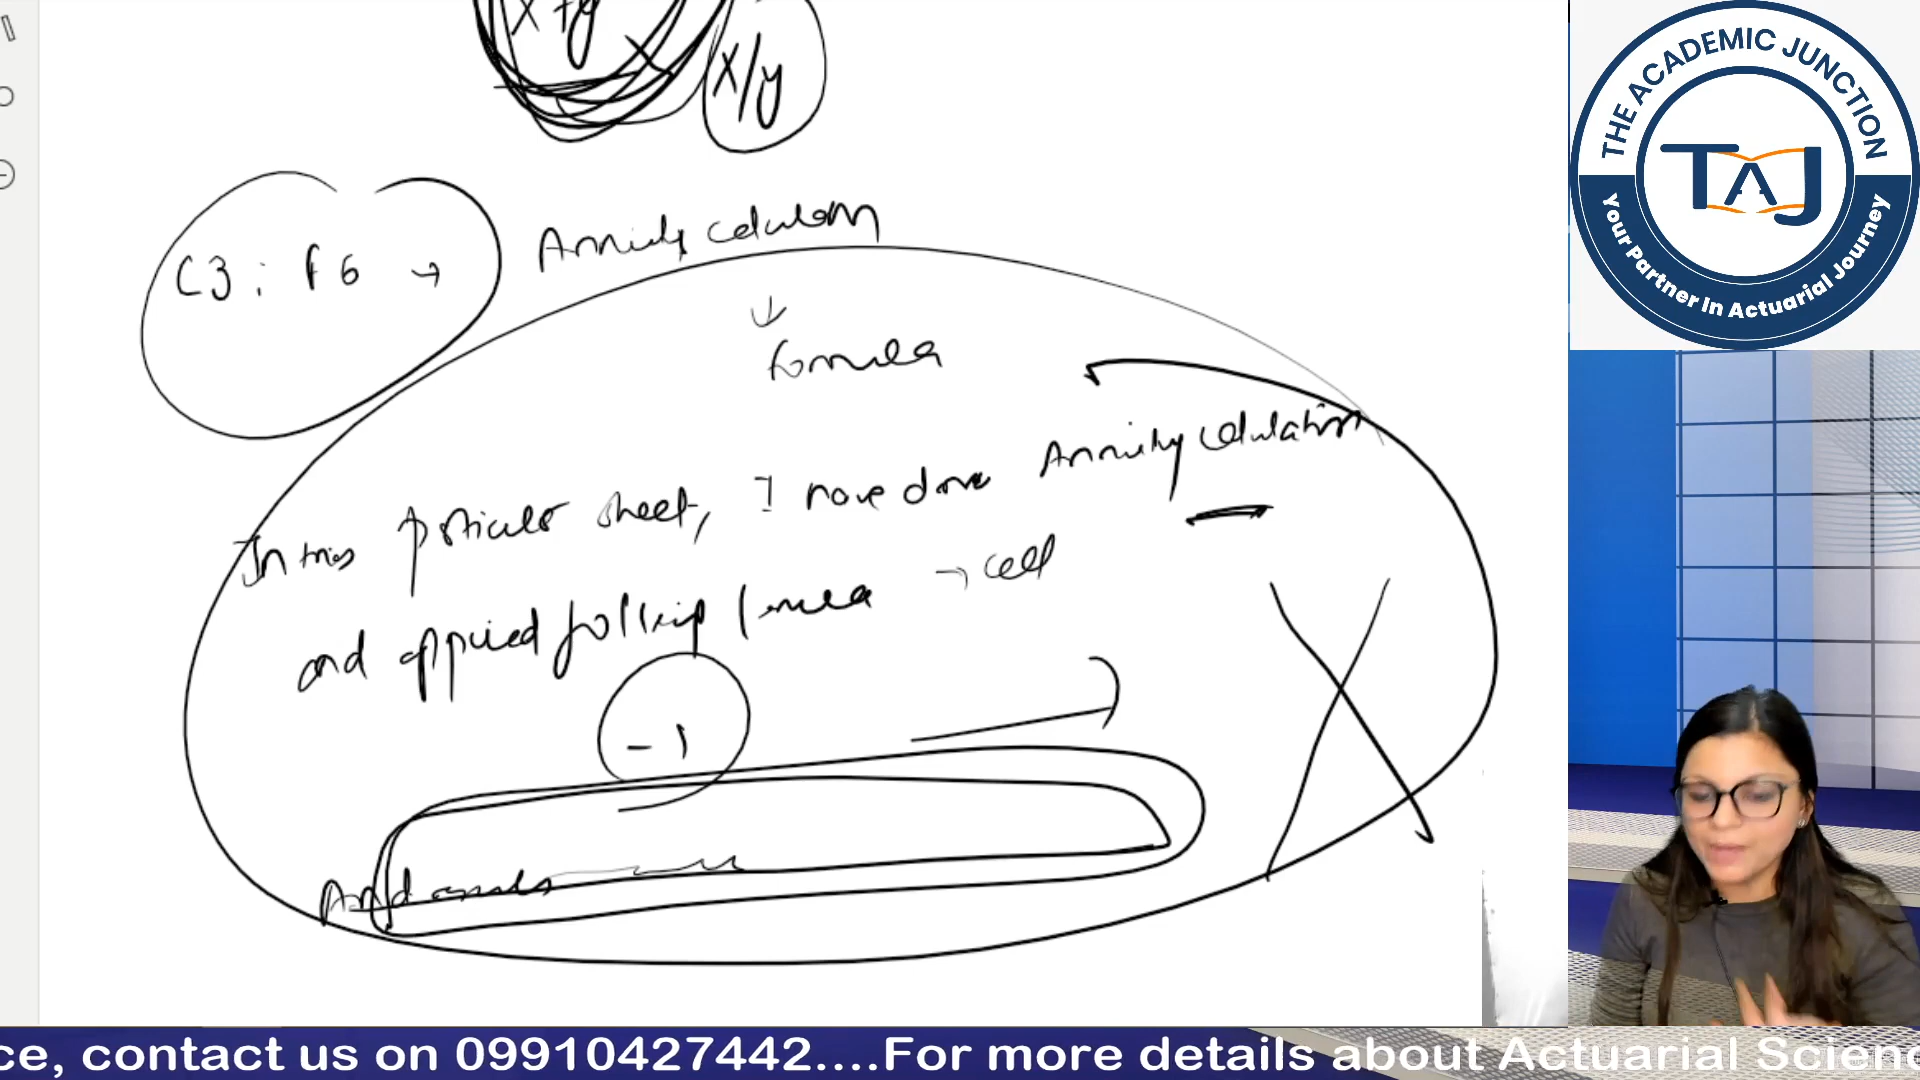 x +y
x/y
C3 : F6 → Annuity calculation
↓
formula
In this particular sheet, I have done Annuity calculation
and applied following formula → cell
- 1
And
THE ACADEMIC JUNCTION
TAJ
Your Partner In Actuarial Journey
ce, contact us on 09910427442....For more details about Actuarial Scienc